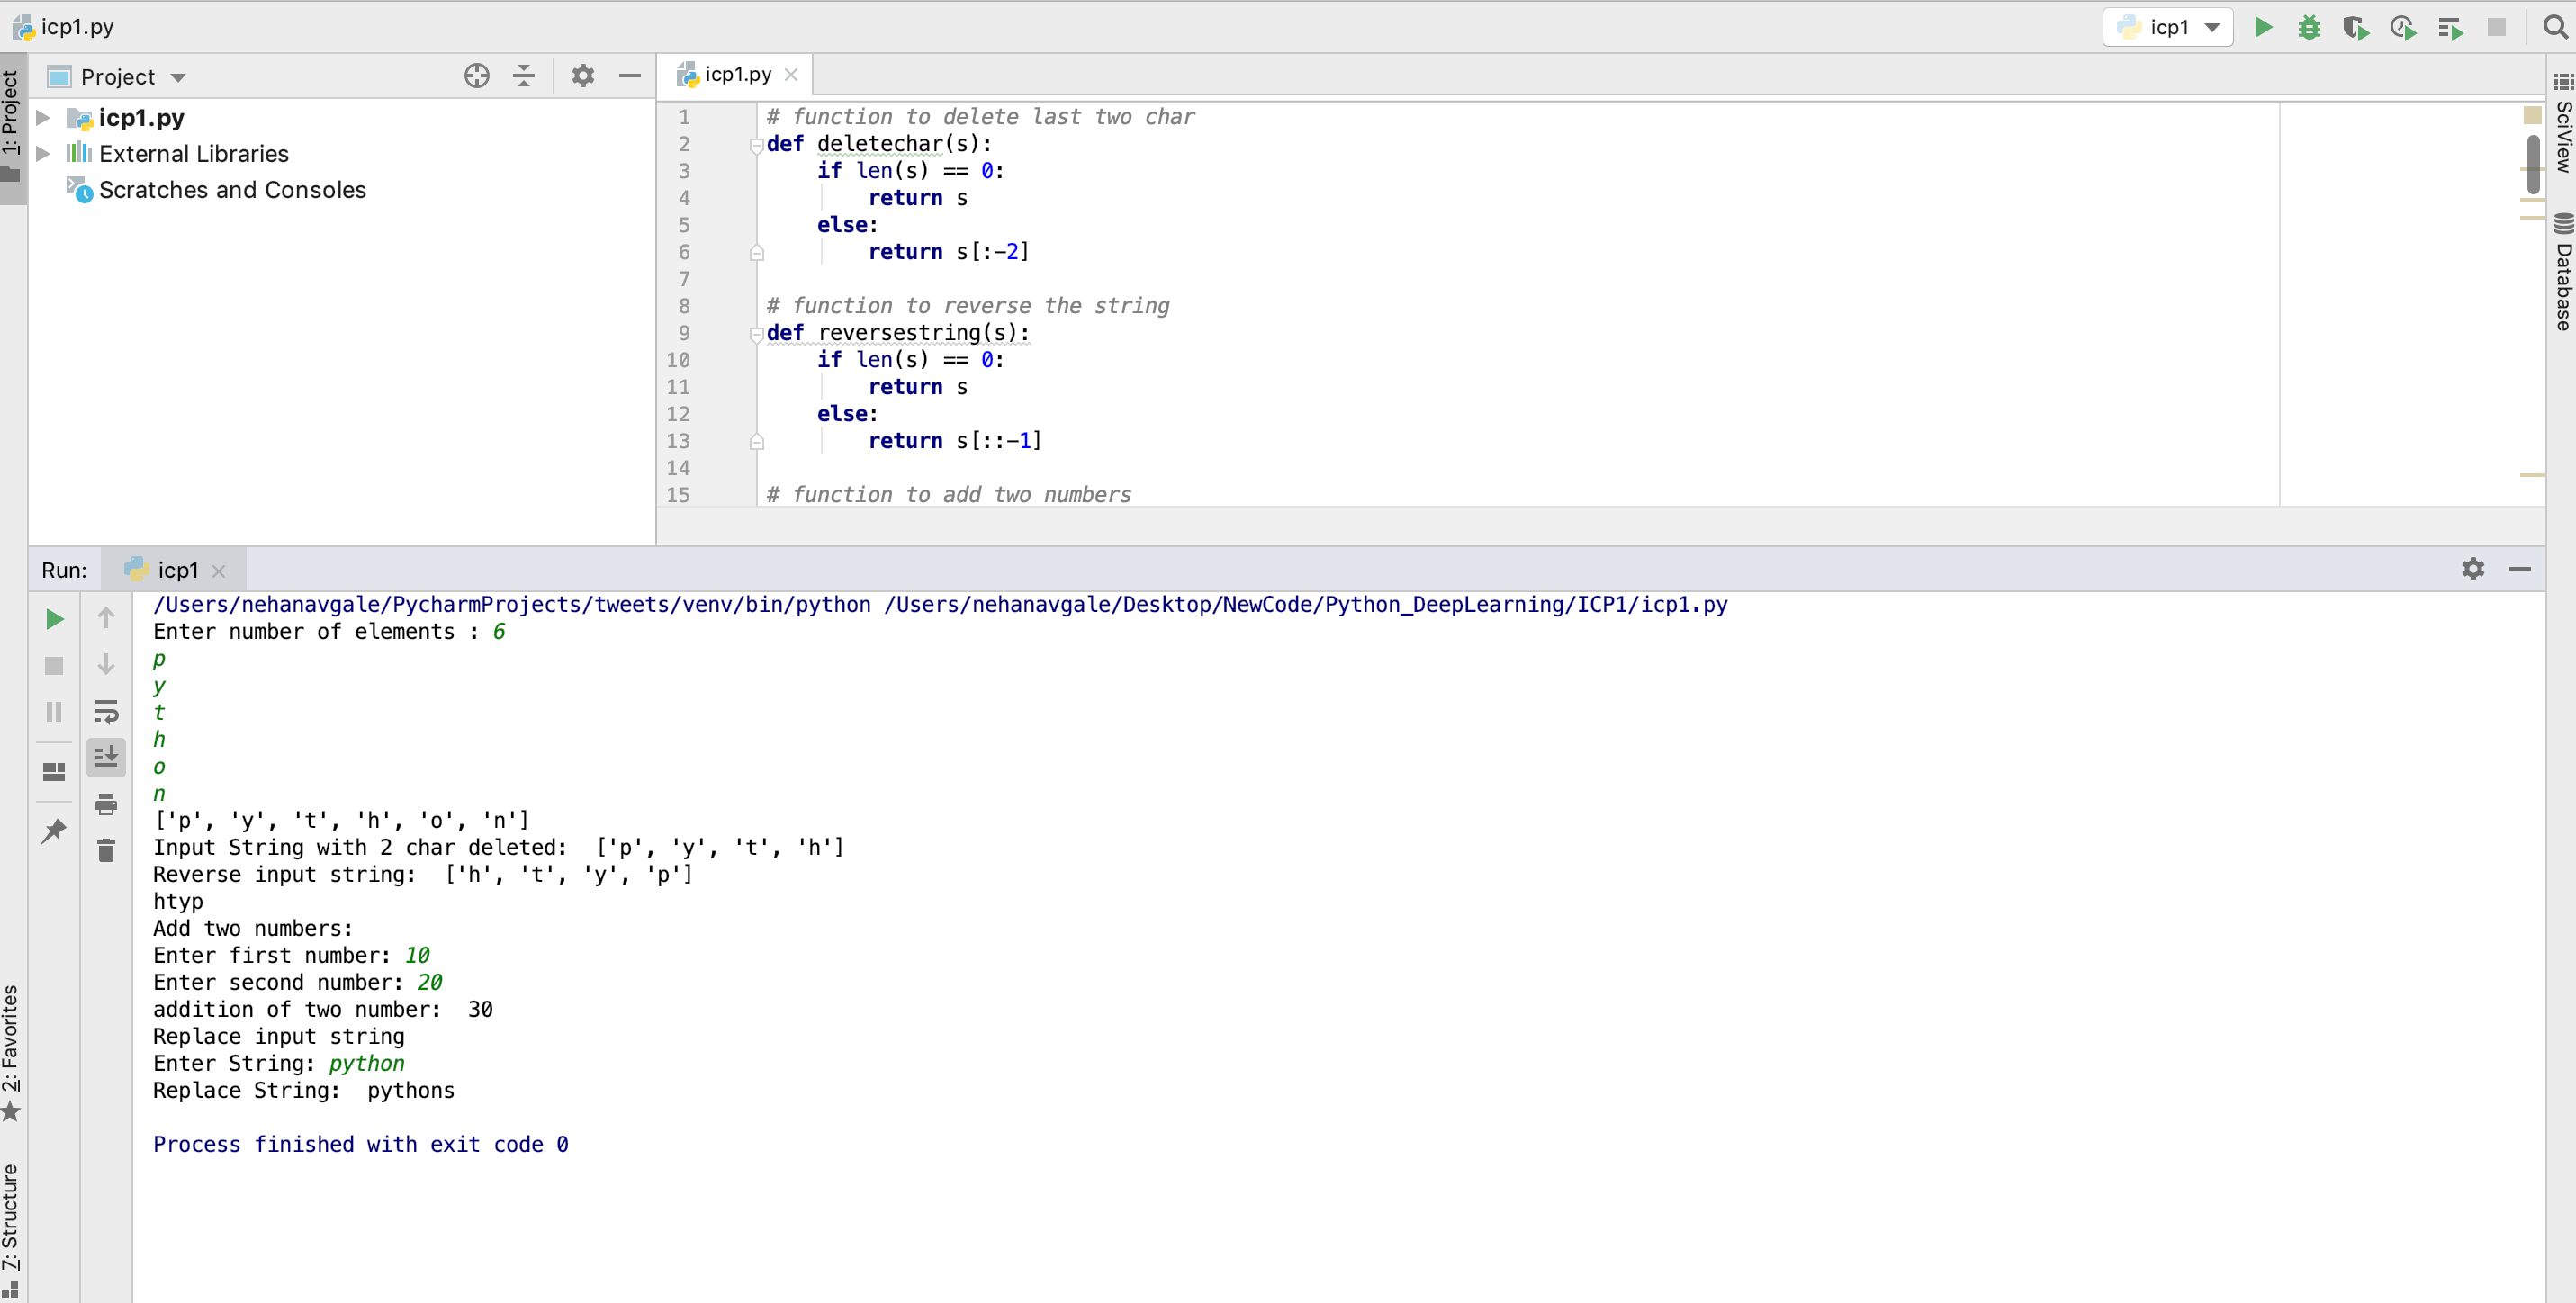 icp1.py
icp1
Project
icp1.py
1: Project
icp1.py
External Libraries
Scratches and Consoles
1 # function to delete last two char
2 def deletechar(s):
3 if len(s) == 0:
4 return s
5 else:
6 return s[:-2]
7
8 # function to reverse the string
9 def reversestring(s):
10 if len(s) == 0:
11 return s
12 else:
13 return s[::-1]
14
15 # function to add two numbers
SciView
Database
Run: icp1
/Users/nehanavgale/PycharmProjects/tweets/venv/bin/python /Users/nehanavgale/Desktop/NewCode/Python_DeepLearning/ICP1/icp1.py
Enter number of elements : 6
p
y
t
h
o
n
['p', 'y', 't', 'h', 'o', 'n']
Input String with 2 char deleted:  ['p', 'y', 't', 'h']
Reverse input string:  ['h', 't', 'y', 'p']
htyp
Add two numbers:
Enter first number: 10
Enter second number: 20
addition of two number:  30
Replace input string
Enter String: python
Replace String:  pythons
Process finished with exit code 0
2: Favorites
7: Structure